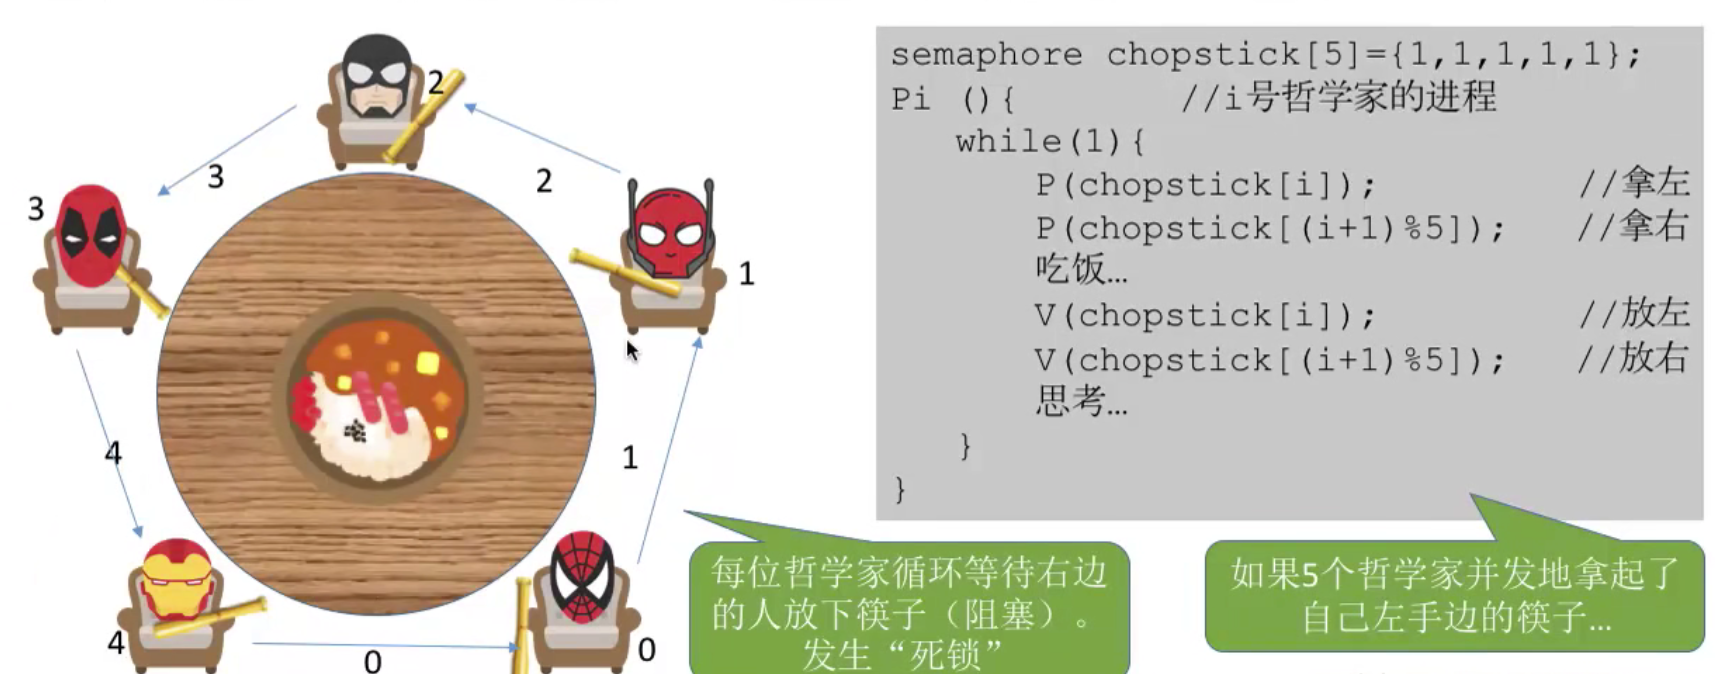 semaphore chopstick[5]={1,1,1,1,1};
Pi (){ //i号哲学家的进程
while(1){
P(chopstick[i]); //拿左
P(chopstick[(i+1)%5]); //拿右
吃饭…
V(chopstick[i]); //放左
V(chopstick[(i+1)%5]); //放右
思考…
}
}
2
3
2
3
1
4
1
4
0
0
每位哲学家循环等待右边
的人放下筷子（阻塞）。
发生“死锁”
如果5个哲学家并发地拿起了
自己左手边的筷子…